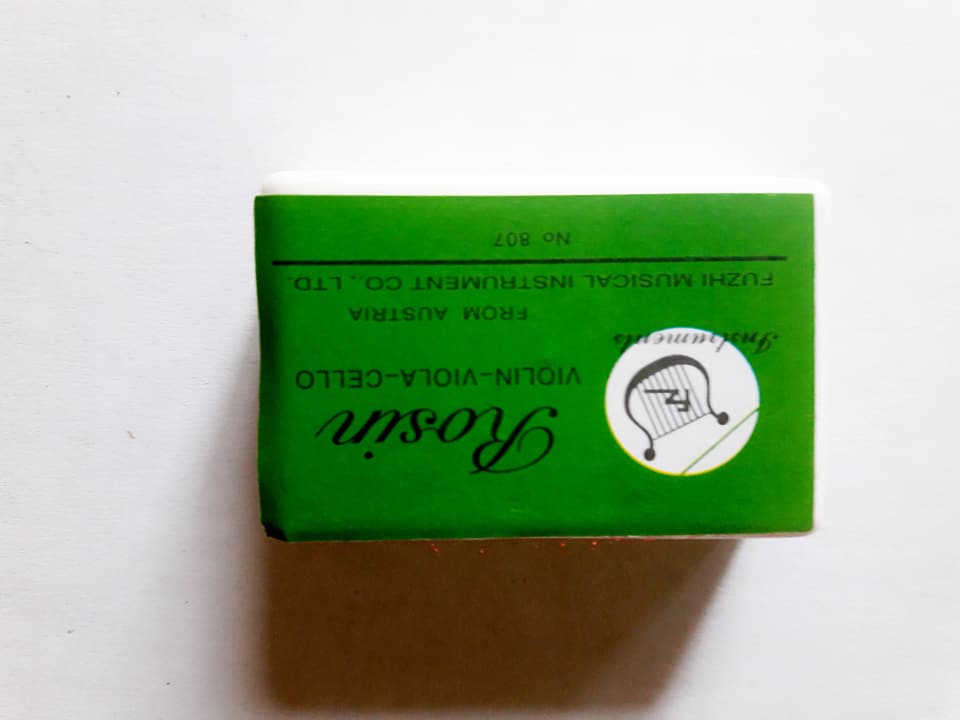 Rosin
VIOLIN-VIOLA-CELLO
Instruments
FROM AUSTRIA
FUZHI MUSICAL INSTRUMENT CO., LTD.
No 807